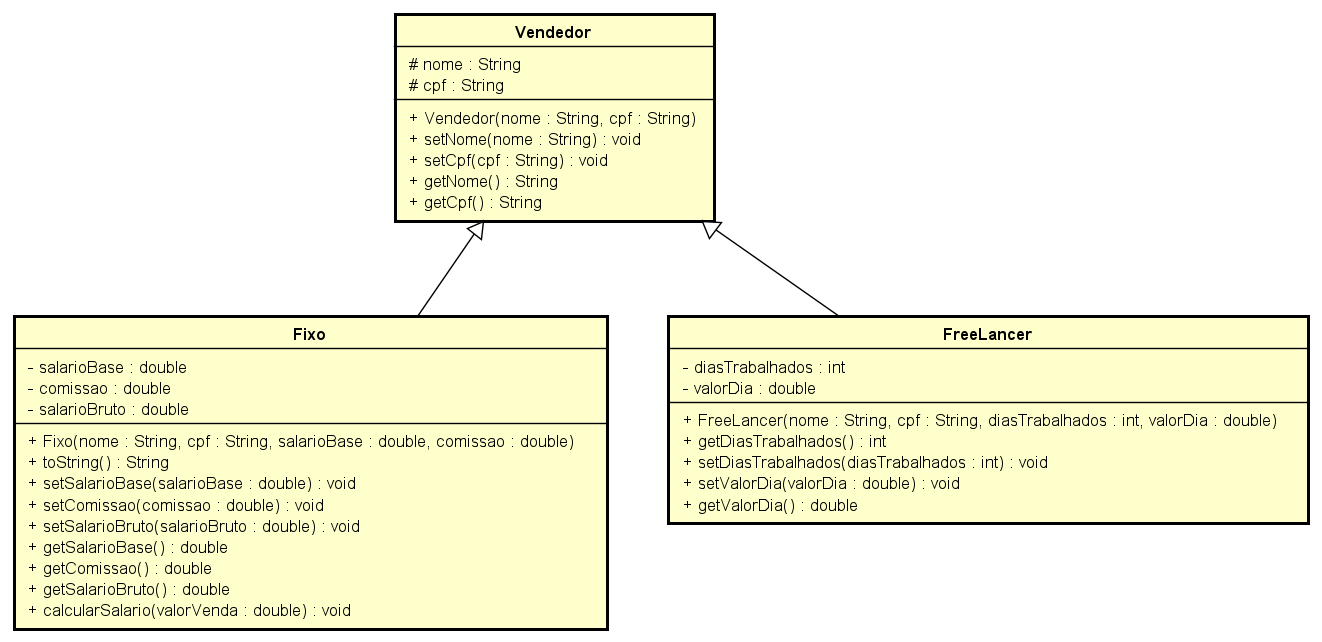 Vendedor
# nome : String
# cpf : String
+ Vendedor(nome : String, cpf : String)
+ setNome(nome : String) : void
+ setCpf(cpf : String) : void
+ getNome() : String
+ getCpf() : String
Fixo
- salarioBase : double
- comissao : double
- salarioBruto : double
+ Fixo(nome : String, cpf : String, salarioBase : double, comissao : double)
+ toString() : String
+ setSalarioBase(salarioBase : double) : void
+ setComissao(comissao : double) : void
+ setSalarioBruto(salarioBruto : double) : void
+ getSalarioBase() : double
+ getComissao() : double
+ getSalarioBruto() : double
+ calcularSalario(valorVenda : double) : void
FreeLancer
- diasTrabalhados : int
- valorDia : double
+ FreeLancer(nome : String, cpf : String, diasTrabalhados : int, valorDia : double)
+ getDiasTrabalhados() : int
+ setDiasTrabalhados(diasTrabalhados : int) : void
+ setValorDia(valorDia : double) : void
+ getValorDia() : double